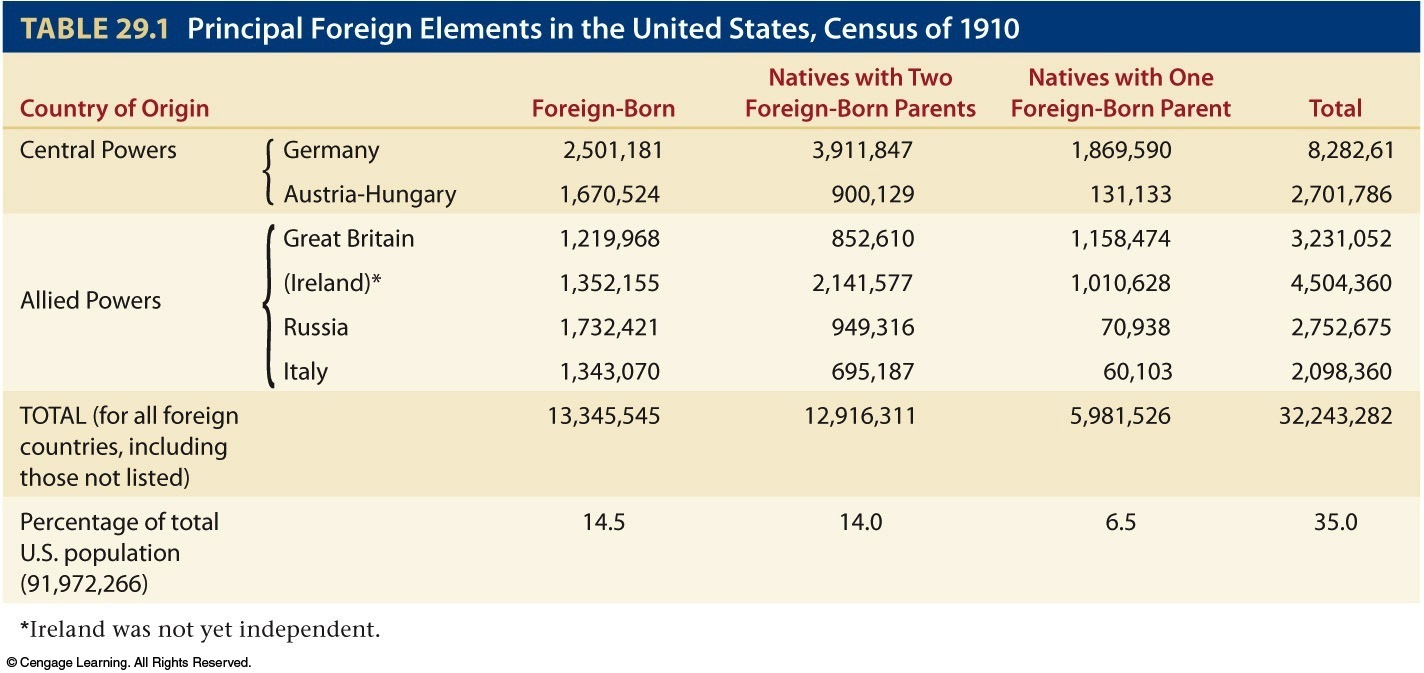 TABLE 29.1 Principal Foreign Elements in the United States, Census of 1910
Natives with Two Natives with One
Country of Origin Foreign-Born Foreign-Born Parents Foreign-Born Parent Total
Central Powers { Germany 2,501,181 3,911,847 1,869,590 8,282,61
Austria-Hungary 1,670,524 900,129 131,133 2,701,786
Great Britain 1,219,968 852,610 1,158,474 3,231,052
(Ireland)* 1,352,155 2,141,577 1,010,628 4,504,360
Allied Powers {
Russia 1,732,421 949,316 70,938 2,752,675
Italy 1,343,070 695,187 60,103 2,098,360
TOTAL (for all foreign 13,345,545 12,916,311 5,981,526 32,243,282
countries, including
those not listed)
Percentage of total 14.5 14.0 6.5 35.0
U.S. population
(91,972,266)
*Ireland was not yet independent.
© Cengage Learning. All Rights Reserved.